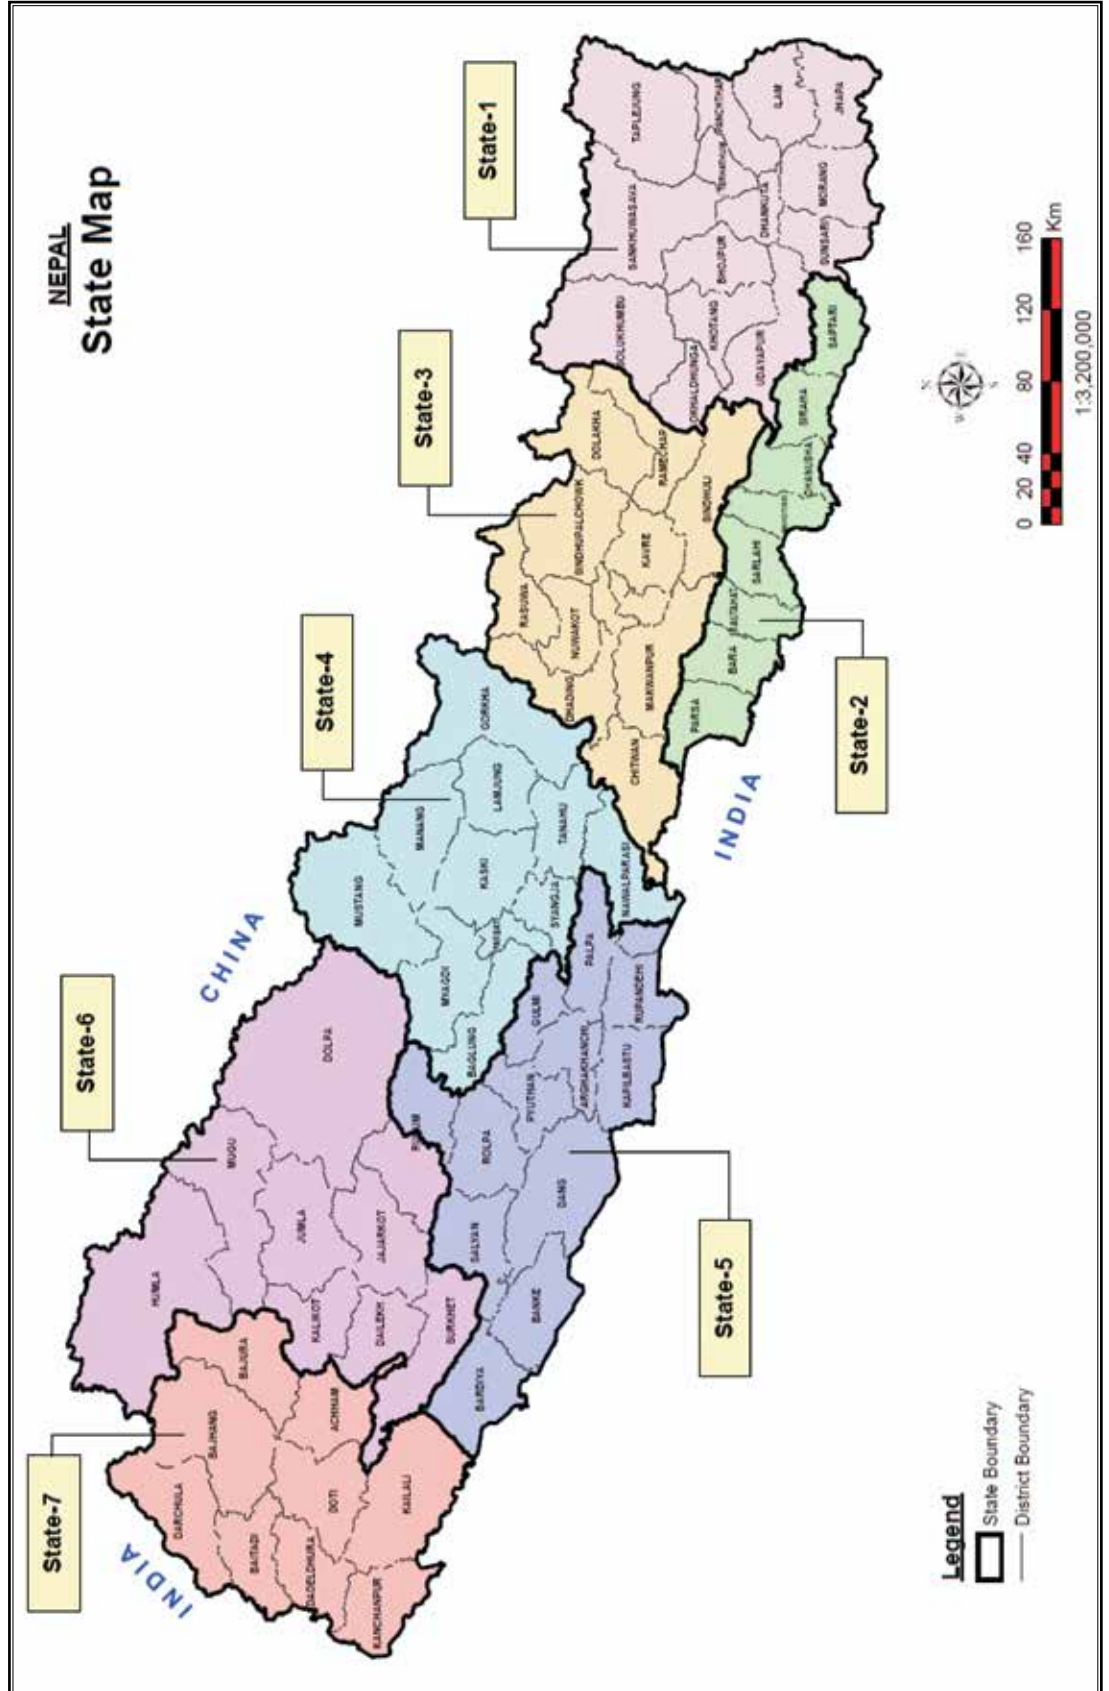 NEPAL
State Map
State-7
State-6
State-4
State-3
State-1
State-5
State-2
CHINA
INDIA
INDIA
DARCHULA
BAJHANG
BAJURA
BAITADI
DADELDHURA
DOTI
ACHHAM
KANCHANPUR
KAILALI
HUMLA
MUGU
DOLPA
JUMLA
KALIKOT
JAJARKOT
DAILEKH
SURKHET
SALYAN
ROLPA
PYUTHAN
GULMI
PALPA
ARGHAKHANCHI
DANG
BANKE
BARDIYA
KAPILBASTU
RUPANDEHI
MUSTANG
MANANG
GORKHA
MYAGDI
KASKI
LAMJUNG
BAGLUNG
SYANGJA
TANAHU
NAWALPARASI
RASUWA
SINDHUPALCHOWK
DOLAKHA
NUWAKOT
DHADING
KAVRE
RAMECHAP
SINDHULI
MAKWANPUR
CHITWAN
PARSA
BARA
RAUTAHAT
SARLAHI
DHANUSHA
SIRAHA
SAPTARI
TAPLEJUNG
SANKHUWASAVA
SOLUKHUMBU
PANCHTHAR
BHOJPUR
KHOTANG
OKHALDHUNGA
DHANKUTA
UDAYAPUR
ILAM
JHAPA
MORANG
SUNSARI
N
E
S
W
0 20 40 80 120 160 Km
1:3,200,000
Legend
State Boundary
District Boundary